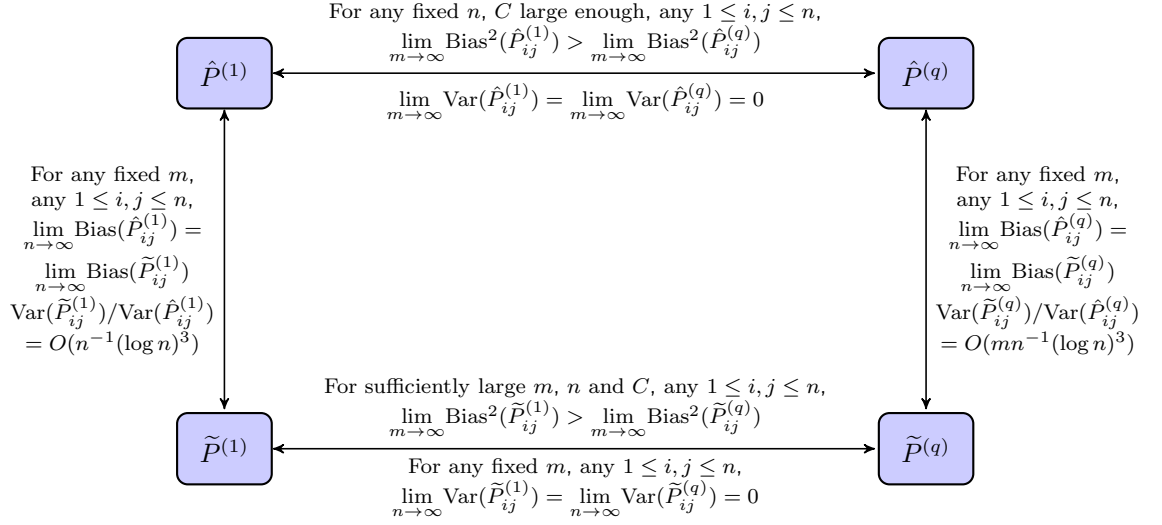 For any fixed n, C large enough, any 1 ≤ i, j ≤ n,
lim_{m→∞} Bias²(P̂_{ij}^{(1)}) > lim_{m→∞} Bias²(P̂_{ij}^{(q)})
P̂^{(1)}
P̂^{(q)}
lim_{m→∞} Var(P̂_{ij}^{(1)}) = lim_{m→∞} Var(P̂_{ij}^{(q)}) = 0
For any fixed m,
any 1 ≤ i, j ≤ n,
lim_{n→∞} Bias(P̂_{ij}^{(1)}) =
lim_{n→∞} Bias(P̃_{ij}^{(1)})
Var(P̃_{ij}^{(1)})/Var(P̂_{ij}^{(1)})
= O(n^{-1}(log n)^3)
For any fixed m,
any 1 ≤ i, j ≤ n,
lim_{n→∞} Bias(P̂_{ij}^{(q)}) =
lim_{n→∞} Bias(P̃_{ij}^{(q)})
Var(P̃_{ij}^{(q)})/Var(P̂_{ij}^{(q)})
= O(mn^{-1}(log n)^3)
For sufficiently large m, n and C, any 1 ≤ i, j ≤ n,
lim_{m→∞} Bias²(P̃_{ij}^{(1)}) > lim_{m→∞} Bias²(P̃_{ij}^{(q)})
P̃^{(1)}
P̃^{(q)}
For any fixed m, any 1 ≤ i, j ≤ n,
lim_{n→∞} Var(P̃_{ij}^{(1)}) = lim_{n→∞} Var(P̃_{ij}^{(q)}) = 0